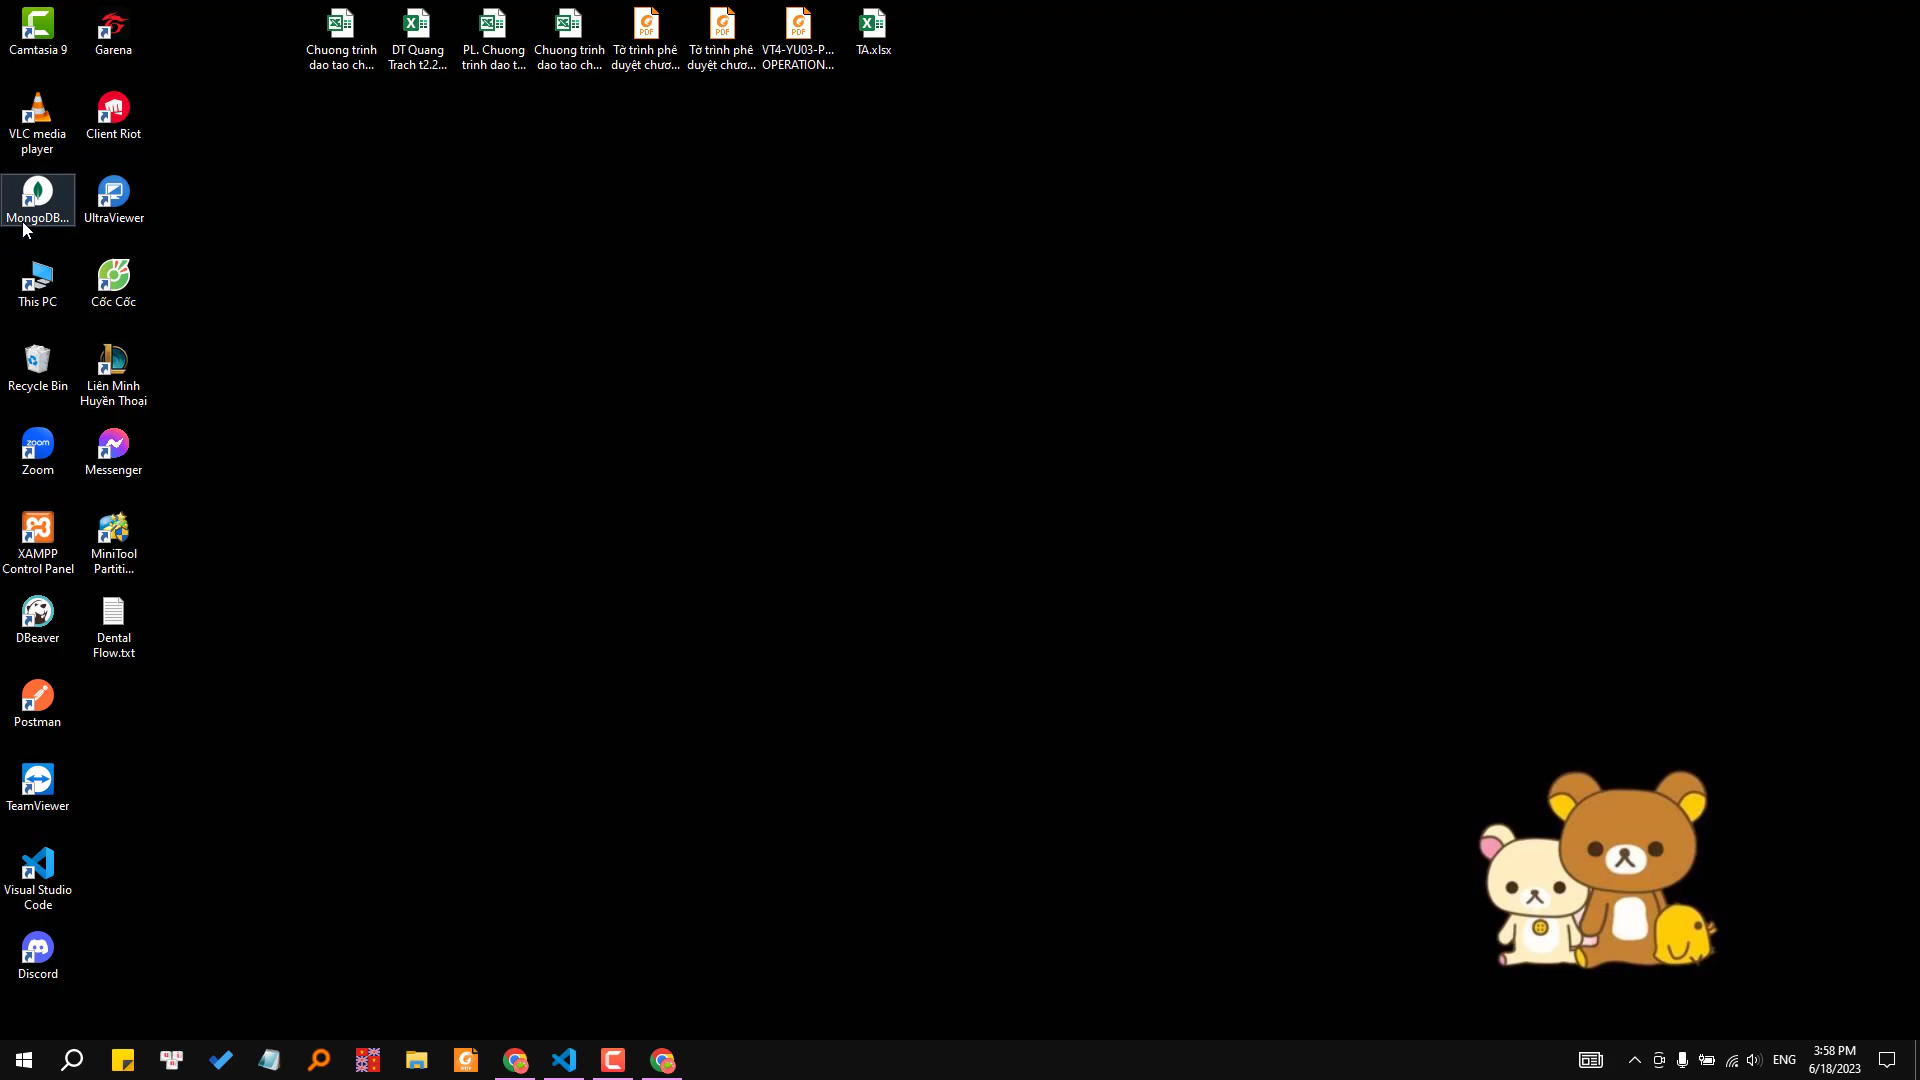 Camtasia 9
Garena
Chuong trinh
dao tao ch...
DT Quang
Trach t2.2...
PL. Chuong
trinh dao t...
Chuong trinh
dao tao ch...
Tờ trình phê
duyệt chươ...
Tờ trình phê
duyệt chươ...
VT4-YU03-P...
OPERATION...
TA.xlsx
VLC media
player
Client Riot
MongoDB...
UltraViewer
This PC
Cốc Cốc
Recycle Bin
Liên Minh
Huyền Thoại
zoom
Zoom
Messenger
XAMPP
Control Panel
MiniTool
Partiti...
DBeaver
Dental
Flow.txt
Postman
TeamViewer
Visual Studio
Code
Discord
ENG
3:58 PM
6/18/2023